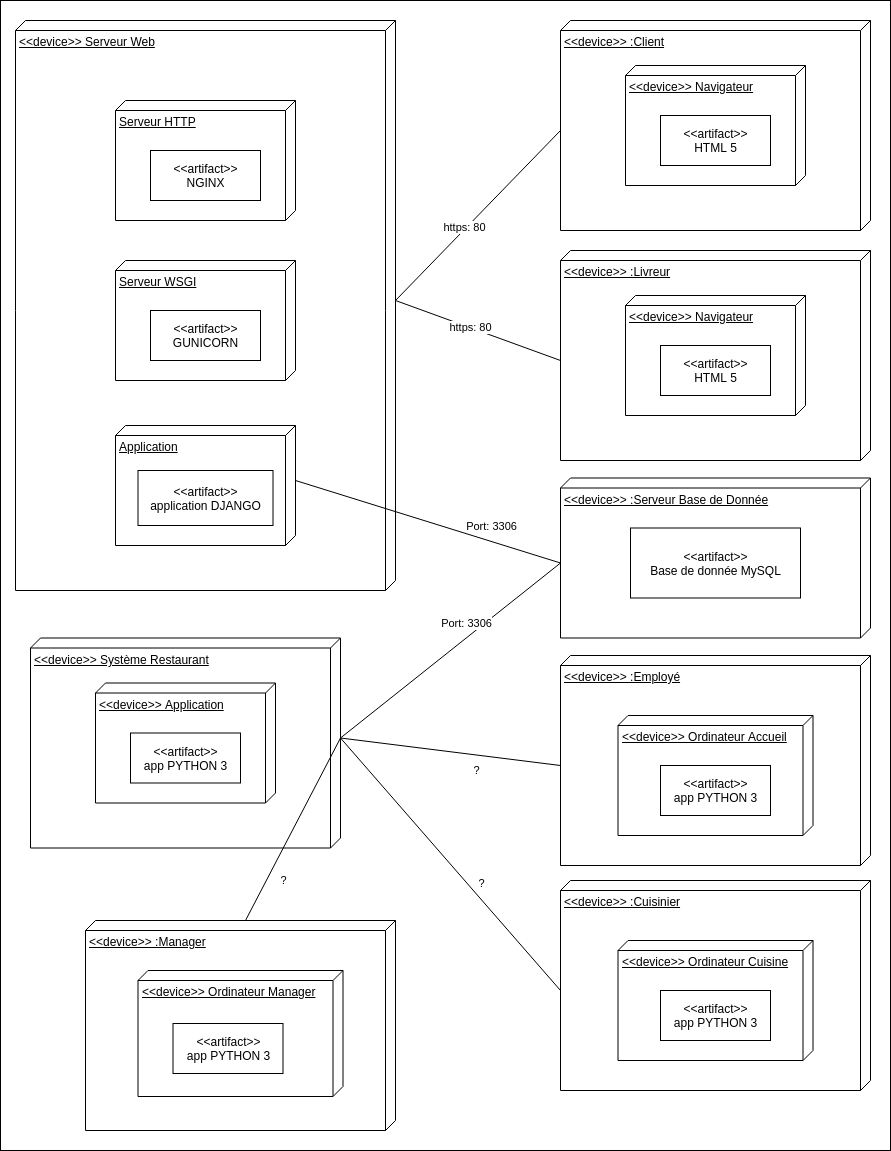 <<device>> Serveur Web
Serveur HTTP
<<artifact>>
NGINX
Serveur WSGI
<<artifact>>
GUNICORN
Application
<<artifact>>
application DJANGO
https: 80
https: 80
Port: 3306
Port: 3306
<<device>> :Client
<<device>> Navigateur
<<artifact>>
HTML 5
<<device>> :Livreur
<<device>> Navigateur
<<artifact>>
HTML 5
<<device>> :Serveur Base de Donnée
<<artifact>>
Base de donnée MySQL
<<device>> Système Restaurant
<<device>> Application
<<artifact>>
app PYTHON 3
?
?
?
<<device>> :Employé
<<device>> Ordinateur Accueil
<<artifact>>
app PYTHON 3
<<device>> :Cuisinier
<<device>> Ordinateur Cuisine
<<artifact>>
app PYTHON 3
<<device>> :Manager
<<device>> Ordinateur Manager
<<artifact>>
app PYTHON 3